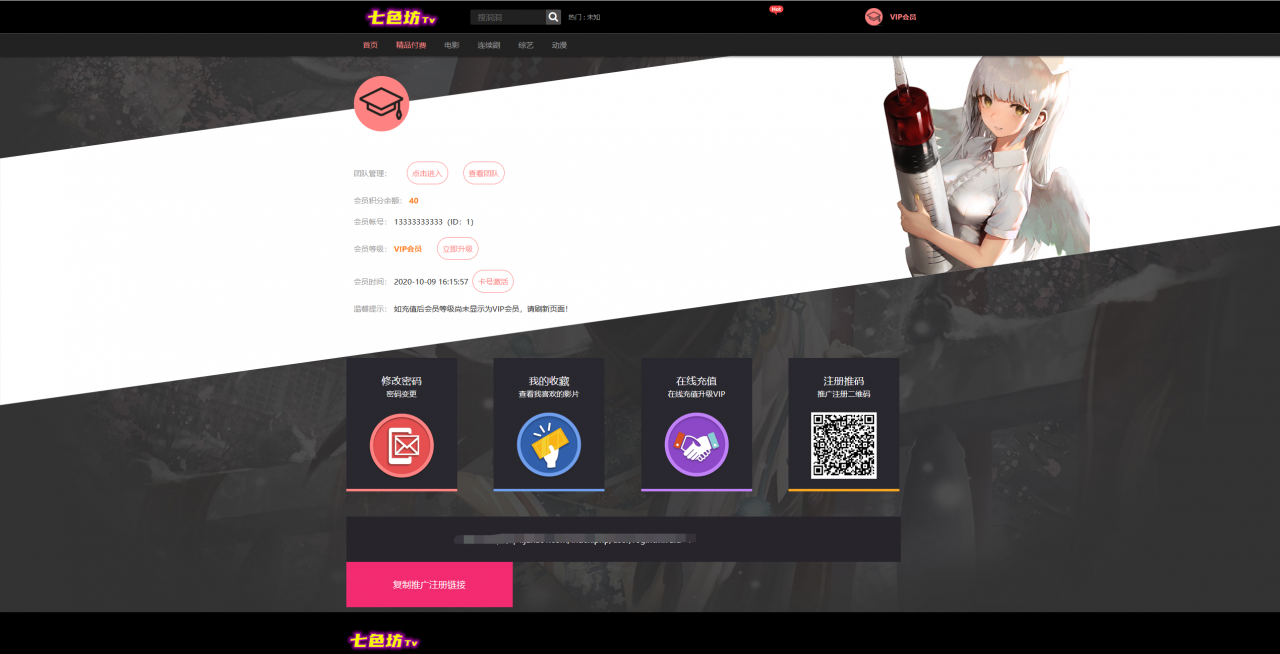 七色坊TV
搜洞洞
热门 : 未知
Hot
VIP会员
首页 精品付费 电影 连续剧 综艺 动漫
团队管理： 点击进入 查看团队
会员积分余额： 40
会员帐号： 13333333333（ID：1）
会员等级： VIP会员 立即升级
会员时间： 2020-10-09 16:15:57 卡号激活
温馨提示： 如充值后会员等级尚未显示为VIP会员，请刷新页面!
修改密码
密码变更
我的收藏
查看我喜欢的影片
在线充值
在线充值升级VIP
注册推码
推广注册二维码
复制推广注册链接
七色坊TV